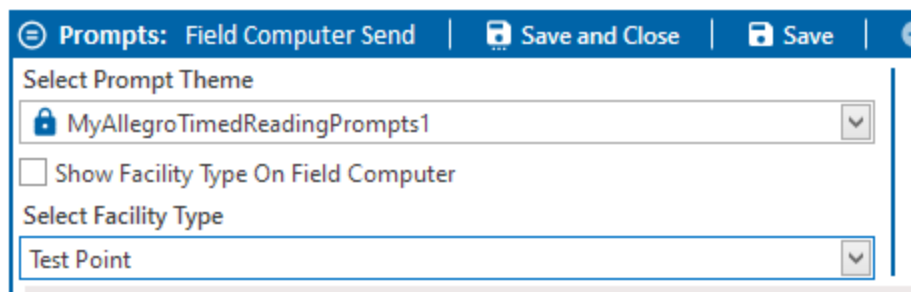 Prompts: Field Computer Send | Save and Close | Save |
Select Prompt Theme
MyAllegroTimedReadingPrompts1
Show Facility Type On Field Computer
Select Facility Type
Test Point